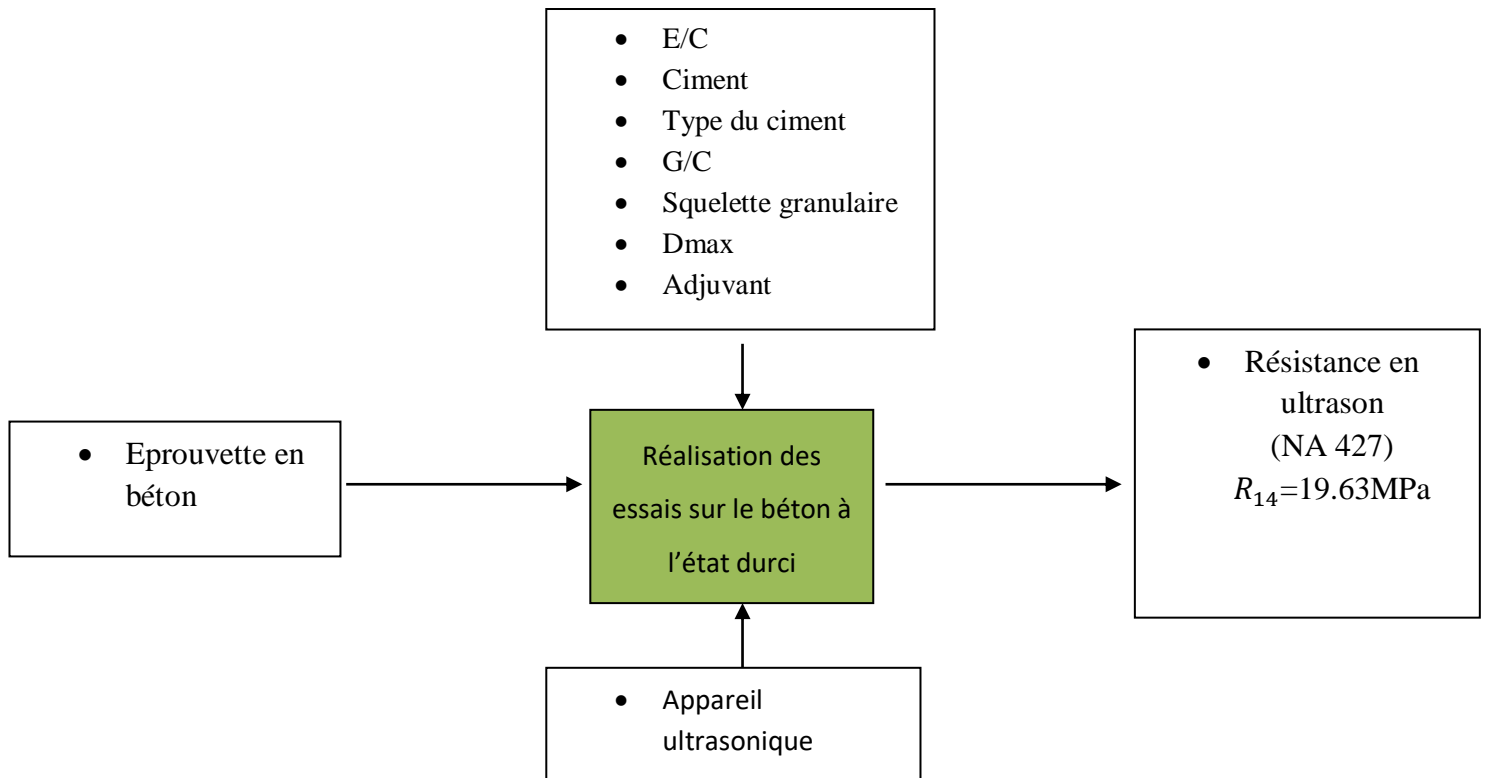 • E/C
• Ciment
• Type du ciment
• G/C
• Squelette granulaire
• Dmax
• Adjuvant
• Eprouvette en
béton
Réalisation des
essais sur le béton à
l’état durci
• Résistance en
ultrason
(NA 427)
𝑅₁₄=19.63MPa
• Appareil
ultrasonique